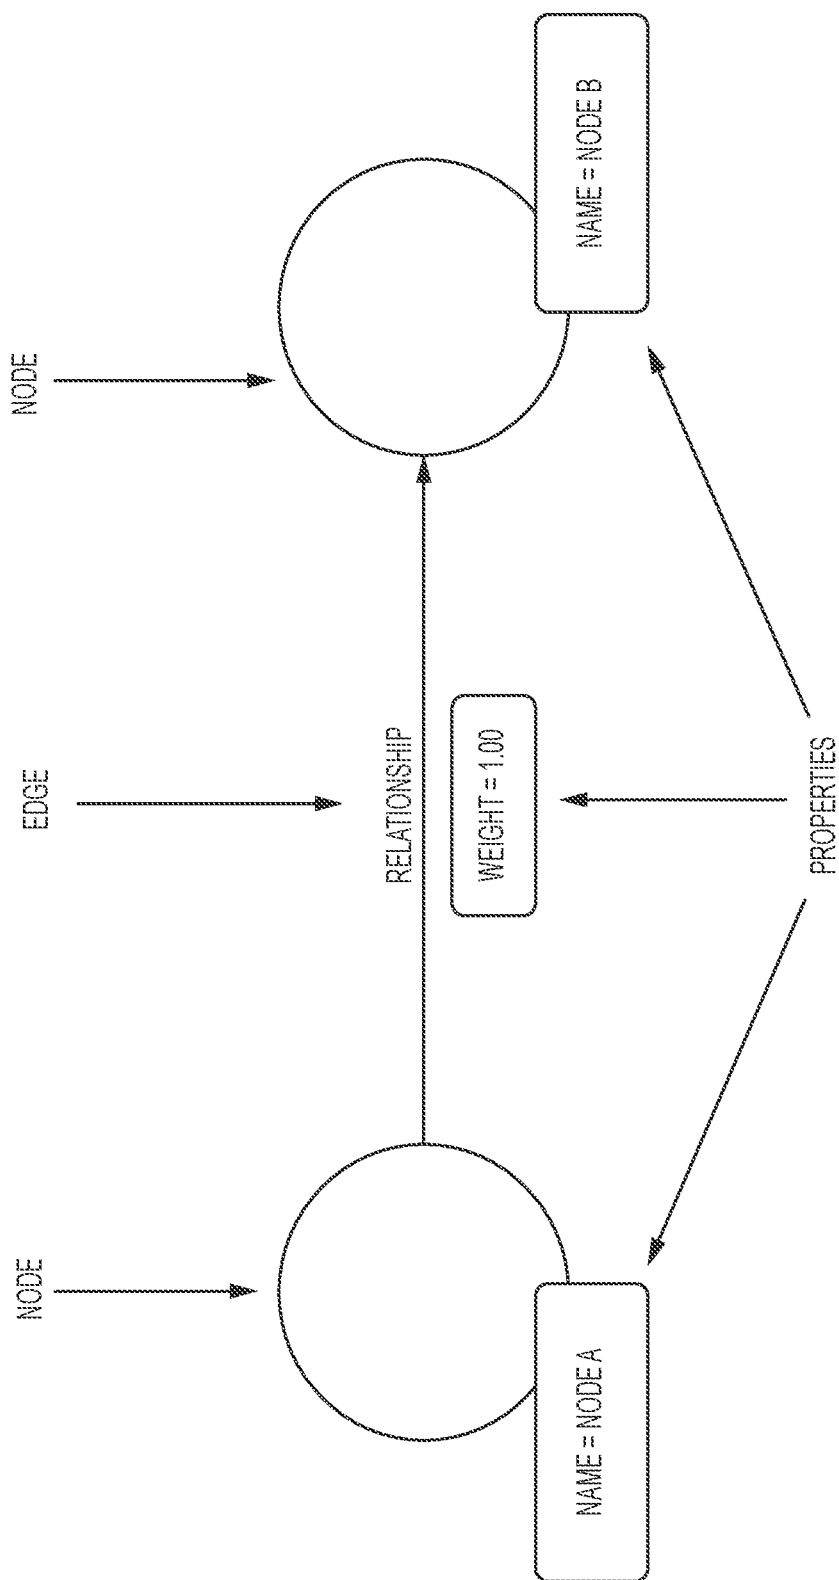 NODE
EDGE
NODE
RELATIONSHIP
WEIGHT = 1.00
NAME = NODE A
NAME = NODE B
PROPERTIES